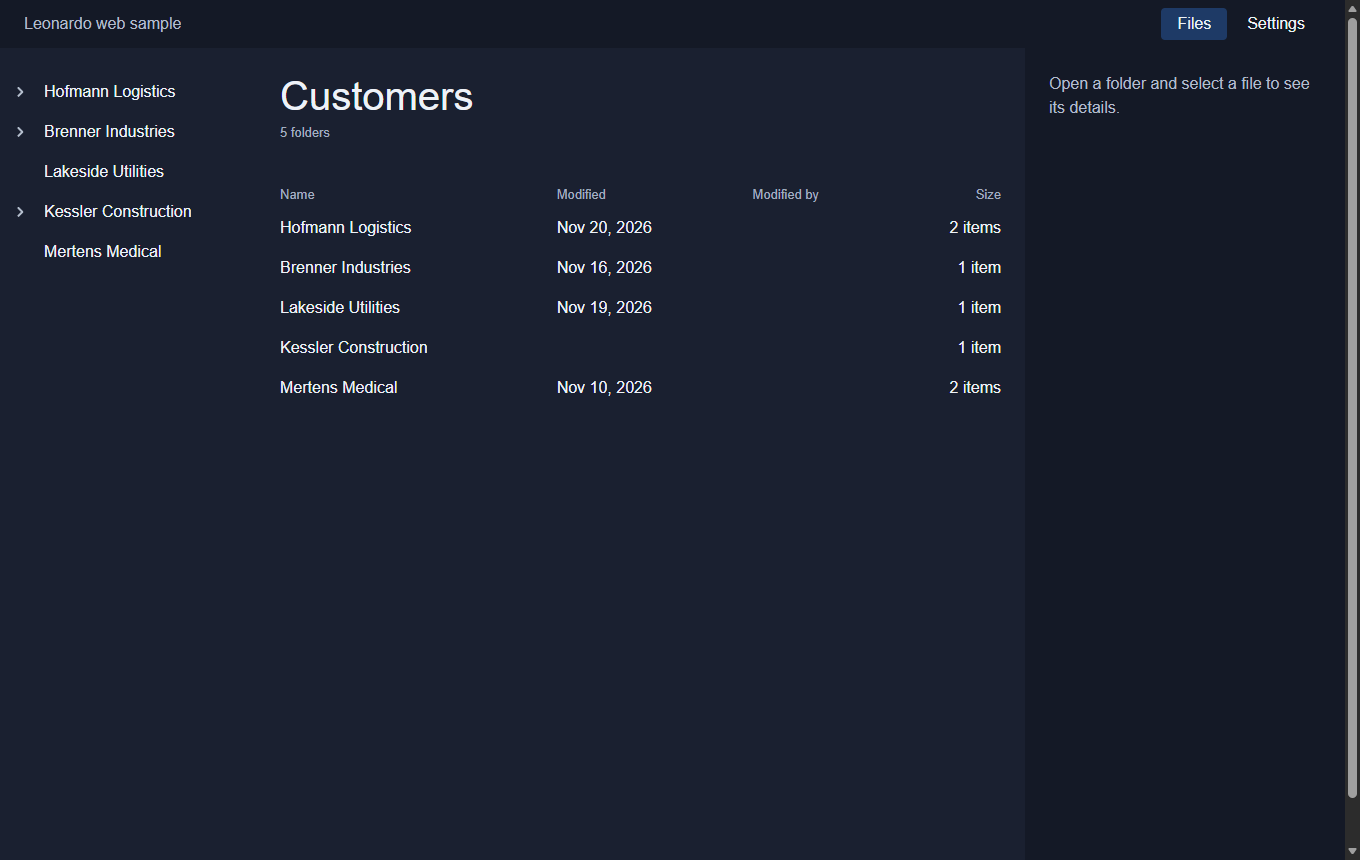 Leonardo web sample
Files
Settings
Hofmann Logistics
Brenner Industries
Lakeside Utilities
Kessler Construction
Mertens Medical
Customers
5 folders
Name Modified Modified by Size
Hofmann Logistics Nov 20, 2026 2 items
Brenner Industries Nov 16, 2026 1 item
Lakeside Utilities Nov 19, 2026 1 item
Kessler Construction 1 item
Mertens Medical Nov 10, 2026 2 items
Open a folder and select a file to see
its details.